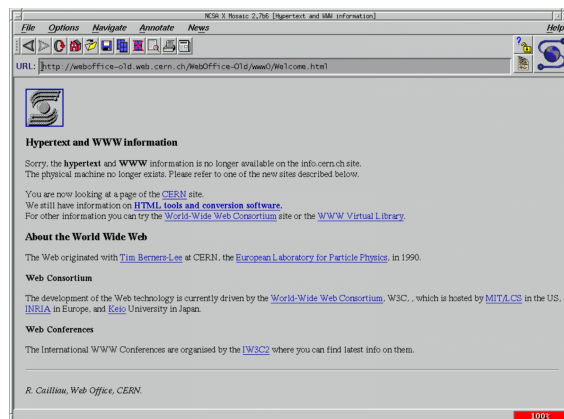 NCSA X Mosaic 2.7b6 [Hypertext and WWW information]
File Options Navigate Annotate News Help
URL: http://weboffice-old.web.cern.ch/WebOffice-Old/www0/Welcome.html
Hypertext and WWW information
Sorry, the hypertext and WWW information is no longer available on the info.cern.ch site.
The physical machine no longer exists. Please refer to one of the new sites described below.
You are now looking at a page of the CERN site.
We still have information on HTML tools and conversion software.
For other information you can try the World-Wide Web Consortium site or the WWW Virtual Library.
About the World Wide Web
The Web originated with Tim Berners-Lee at CERN, the European Laboratory for Particle Physics, in 1990.
Web Consortium
The development of the Web technology is currently driven by the World-Wide Web Consortium, W3C, , which is hosted by MIT/LCS in the US,
INRIA in Europe, and Keio University in Japan.
Web Conferences
The International WWW Conferences are organised by the IW3C2 where you can find latest info on them.
R. Cailliau, Web Office, CERN.
100%